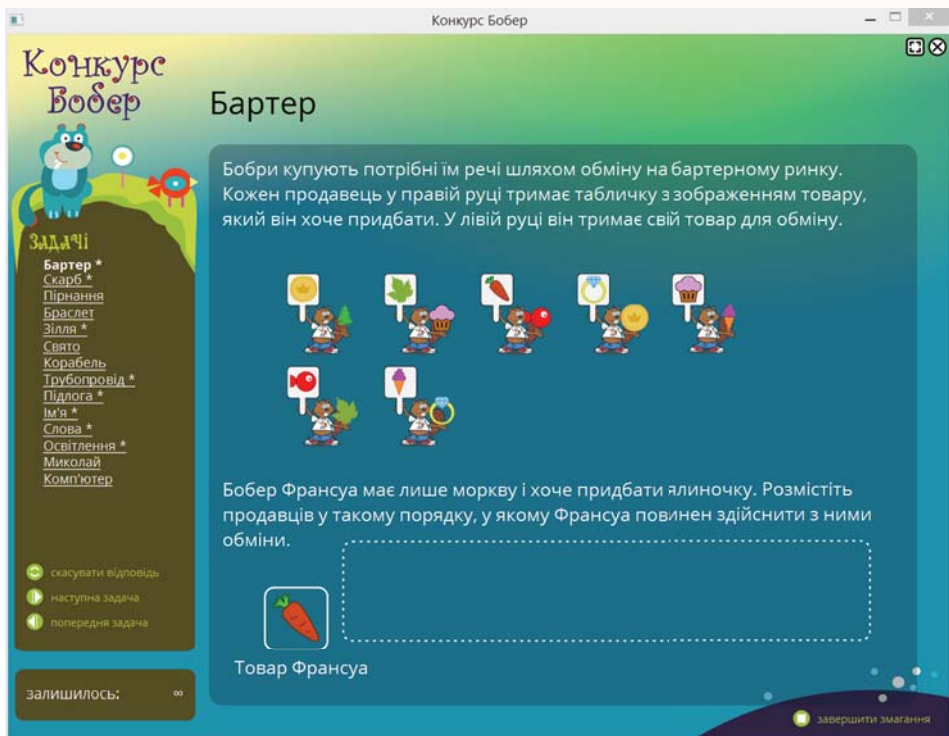 Конкурс Бобер
Конкурс
Бобер
Бартер
Бобри купують потрібні їм речі шляхом обміну на бартерному ринку.
Кожен продавець у правій руці тримає табличку з зображенням товару,
який він хоче придбати. У лівій руці він тримає свій товар для обміну.
ЗАДАЧІ
Бартер *
Скарб *
Пірнання
Браслет
Зілля *
Свято
Корабель
Трубопровід *
Підлога *
Ім'я *
Слова *
Освітлення *
Миколай
Комп'ютер
Бобер Франсуа має лише моркву і хоче придбати ялиночку. Розмістіть
продавців у такому порядку, у якому Франсуа повинен здійснити з ними
обміни.
Товар Франсуа
скасувати відповідь
наступна задача
попередня задача
залишилось: ∞
завершити змагання